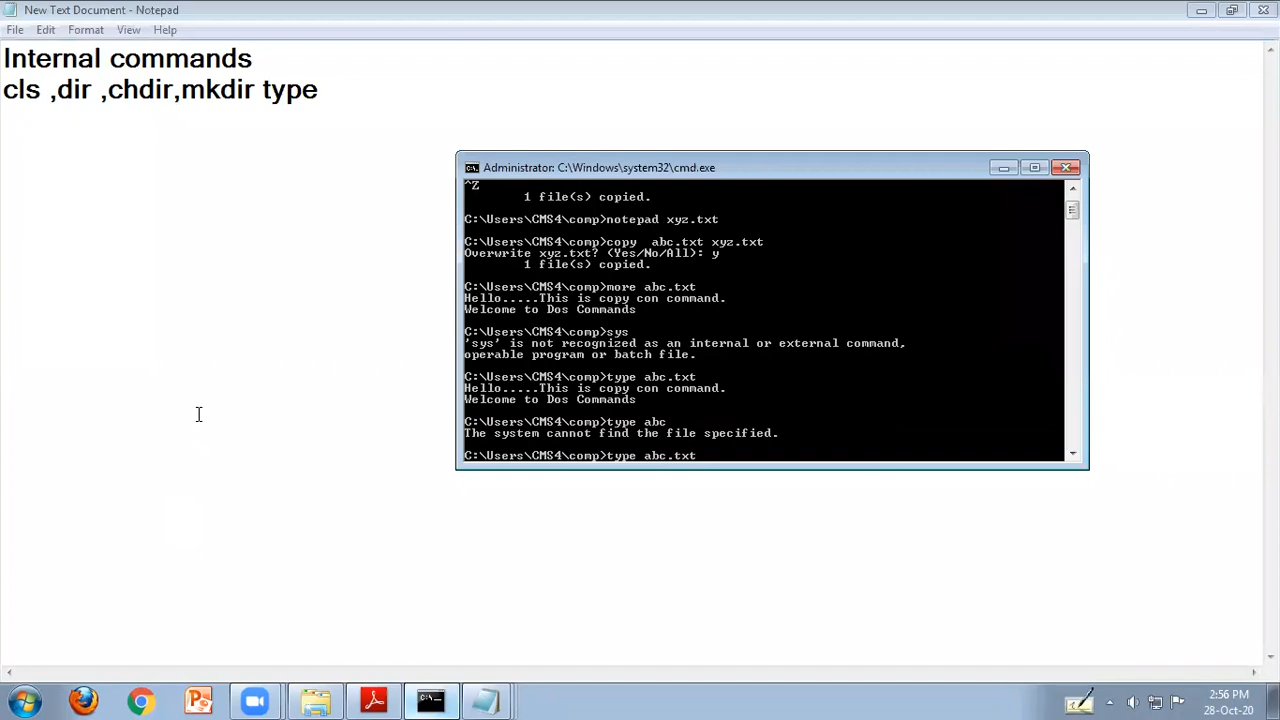 New Text Document - Notepad
File Edit Format View Help
Internal commands
cls ,dir ,chdir,mkdir type
Administrator: C:\Windows\system32\cmd.exe
^Z
1 file(s) copied.
C:\Users\CMS4\comp>notepad xyz.txt
C:\Users\CMS4\comp>copy  abc.txt xyz.txt
Overwrite xyz.txt? (Yes/No/All): y
1 file(s) copied.
C:\Users\CMS4\comp>more abc.txt
Hello.....This is copy con command.
Welcome to Dos Commands
C:\Users\CMS4\comp>sys
'sys' is not recognized as an internal or external command,
operable program or batch file.
C:\Users\CMS4\comp>type abc.txt
Hello.....This is copy con command.
Welcome to Dos Commands
C:\Users\CMS4\comp>type abc
The system cannot find the file specified.
C:\Users\CMS4\comp>type abc.txt
2:56 PM
28-Oct-20